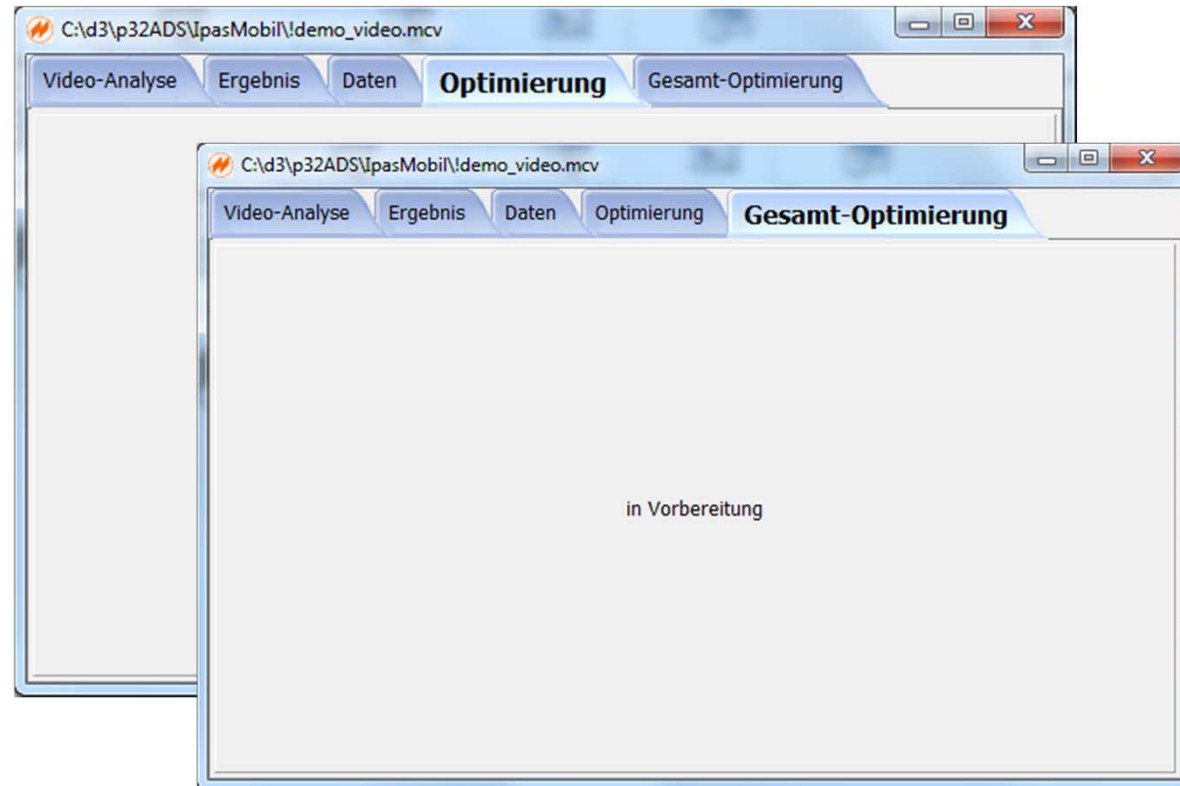 C:\d3\p32ADS\IpasMobil\!demo_video.mcv
Video-Analyse Ergebnis Daten Optimierung Gesamt-Optimierung
C:\d3\p32ADS\IpasMobil\!demo_video.mcv
Video-Analyse Ergebnis Daten Optimierung Gesamt-Optimierung
in Vorbereitung